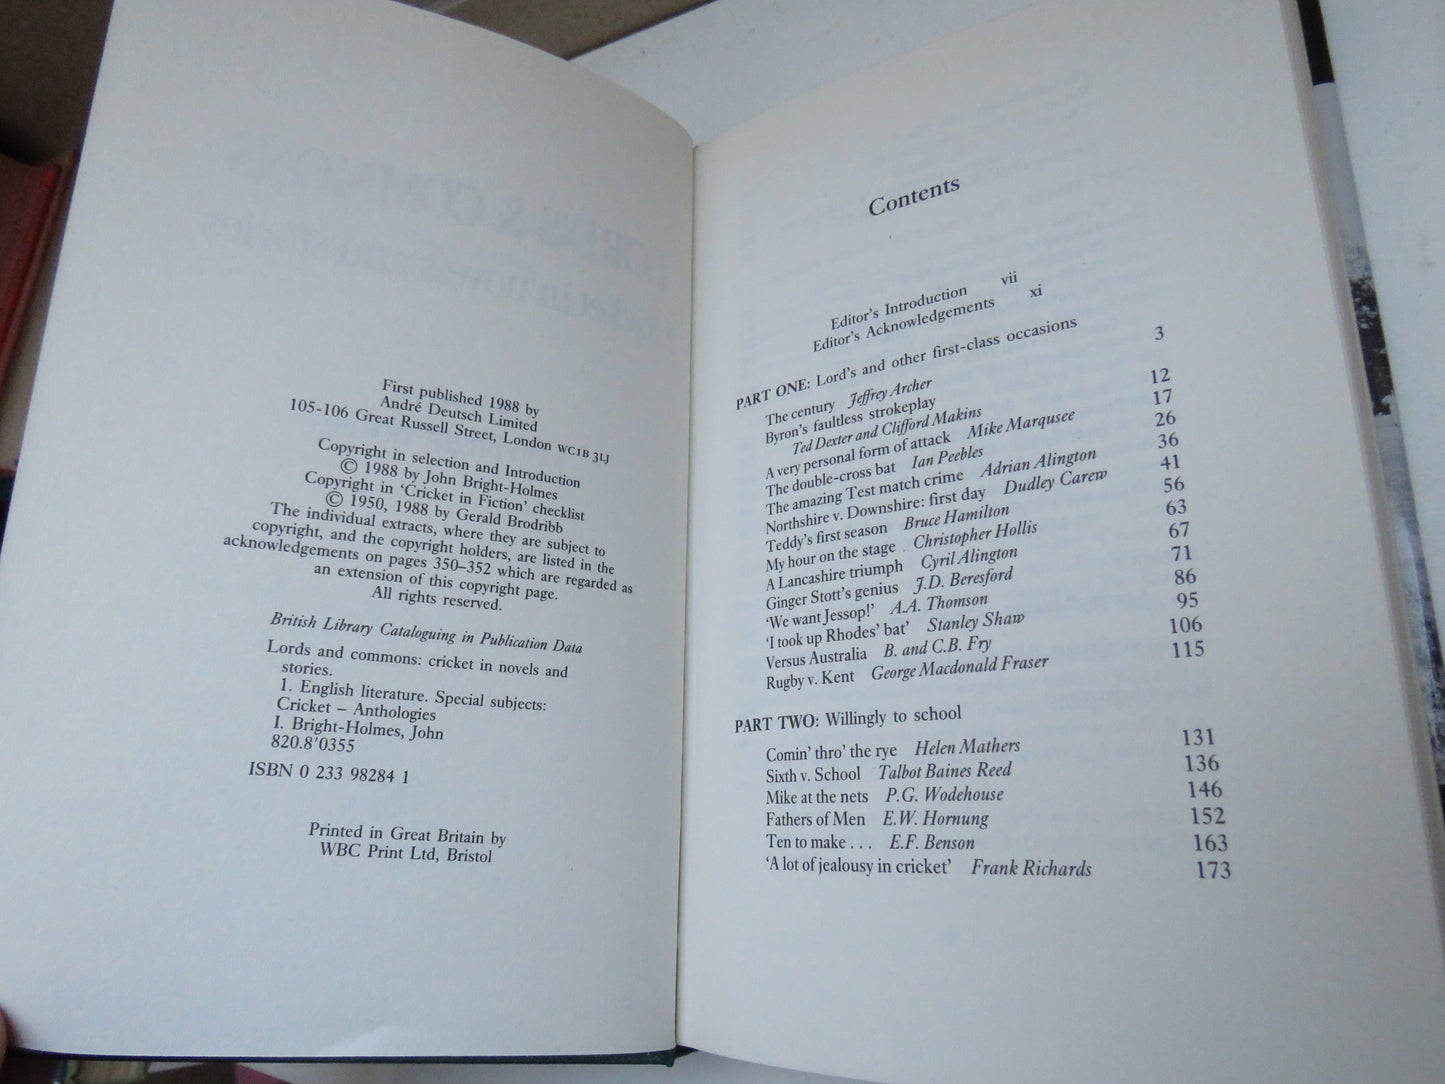 First published 1988 by
André Deutsch Limited
105-106 Great Russell Street, London WC1B 3LJ
Copyright in selection and Introduction
© 1988 by John Bright-Holmes
Copyright in 'Cricket in Fiction' checklist
© 1950, 1988 by Gerald Brodribb
The individual extracts, where they are subject to
copyright, and the copyright holders, are listed in the
acknowledgements on pages 350–352 which are regarded as
an extension of this copyright page.
All rights reserved.
British Library Cataloguing in Publication Data
Lords and commons: cricket in novels and
stories.
1. English literature. Special subjects:
Cricket – Anthologies
I. Bright-Holmes, John
820.8'0355
ISBN 0 233 98284 1
Printed in Great Britain by
WBC Print Ltd, Bristol
Contents
Editor's Introduction vii
Editor's Acknowledgements xi
PART ONE: Lord's and other first-class occasions
The century Jeffrey Archer 3
Byron's faultless strokeplay
Ted Dexter and Clifford Makins 12
A very personal form of attack Mike Marqusee 17
The double-cross bat Ian Peebles 26
The amazing Test match crime Adrian Alington 36
Northshire v. Downshire: first day Dudley Carew 41
Teddy's first season Bruce Hamilton 56
My hour on the stage Christopher Hollis 63
A Lancashire triumph Cyril Alington 67
Ginger Stott's genius J.D. Beresford 71
'We want Jessop!' A.A. Thomson 86
'I took up Rhodes' bat' Stanley Shaw 95
Versus Australia B. and C.B. Fry 106
Rugby v. Kent George Macdonald Fraser 115
PART TWO: Willingly to school
Comin' thro' the rye Helen Mathers 131
Sixth v. School Talbot Baines Reed 136
Mike at the nets P.G. Wodehouse 146
Fathers of Men E.W. Hornung 152
Ten to make . . . E.F. Benson 163
'A lot of jealousy in cricket' Frank Richards 173